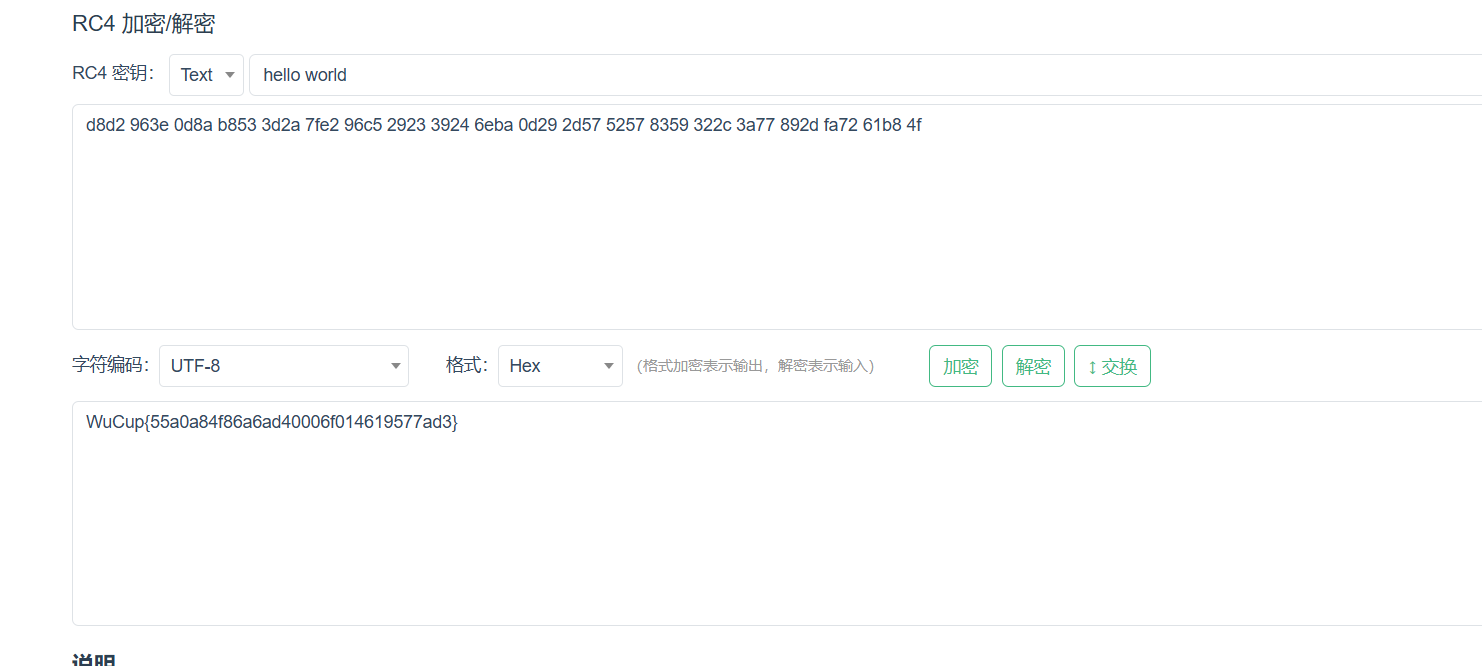 RC4 加密/解密
RC4 密钥： Text hello world
d8d2 963e 0d8a b853 3d2a 7fe2 96c5 2923 3924 6eba 0d29 2d57 5257 8359 322c 3a77 892d fa72 61b8 4f
字符编码： UTF-8 格式： Hex (格式加密表示输出，解密表示输入) 加密 解密 ↕ 交换
WuCup{55a0a84f86a6ad40006f014619577ad3}
说明